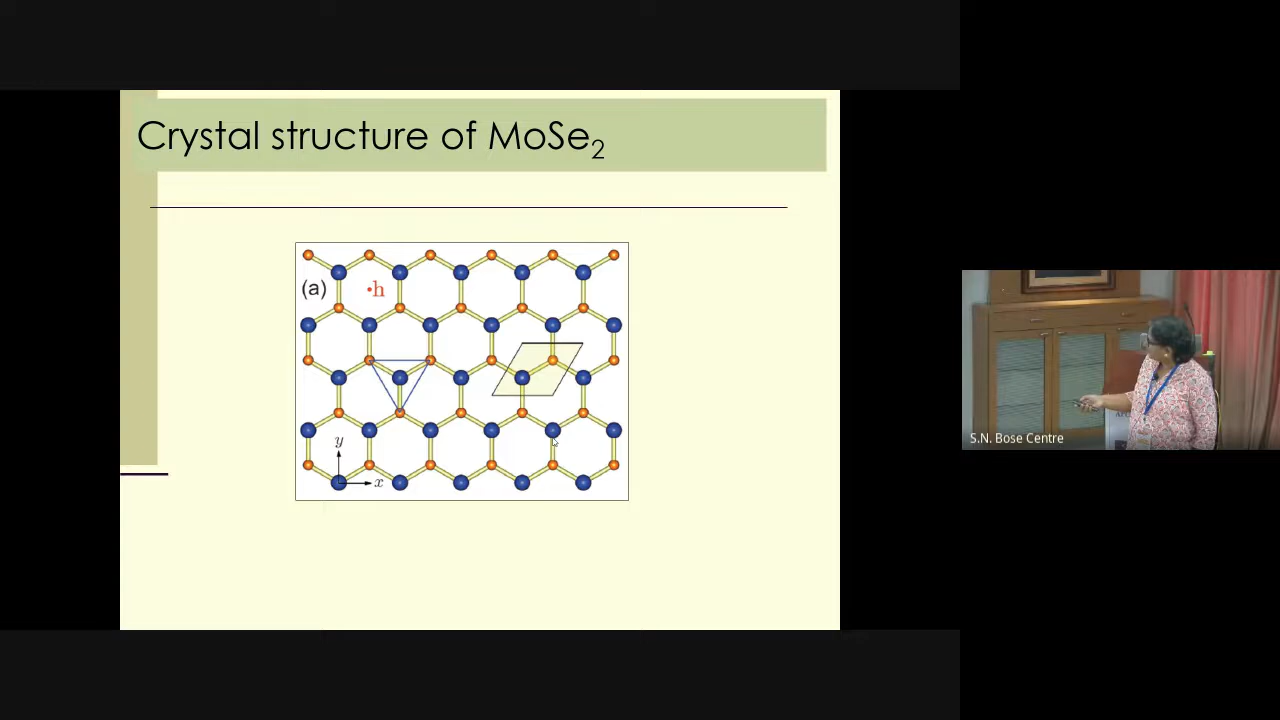 Crystal structure of MoSe₂
(a)
•h
y
x
S.N. Bose Centre